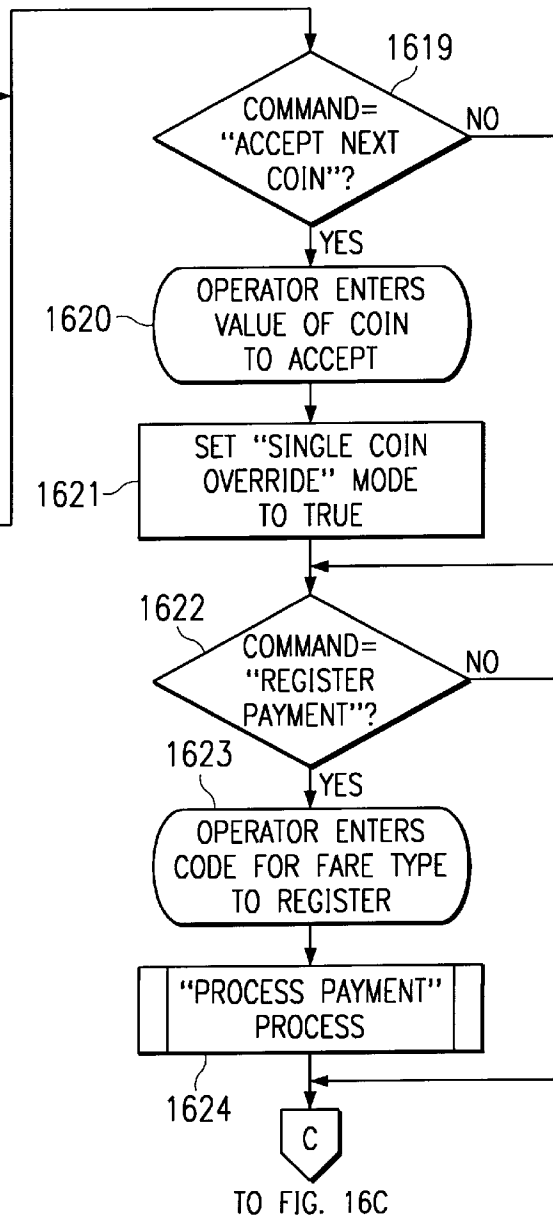 1619
COMMAND=
"ACCEPT NEXT
COIN"?
NO
YES
1620
OPERATOR ENTERS
VALUE OF COIN
TO ACCEPT
1621
SET "SINGLE COIN
OVERRIDE" MODE
TO TRUE
1622
COMMAND=
"REGISTER
PAYMENT"?
NO
YES
1623
OPERATOR ENTERS
CODE FOR FARE TYPE
TO REGISTER
"PROCESS PAYMENT"
PROCESS
1624
C
TO FIG. 16C